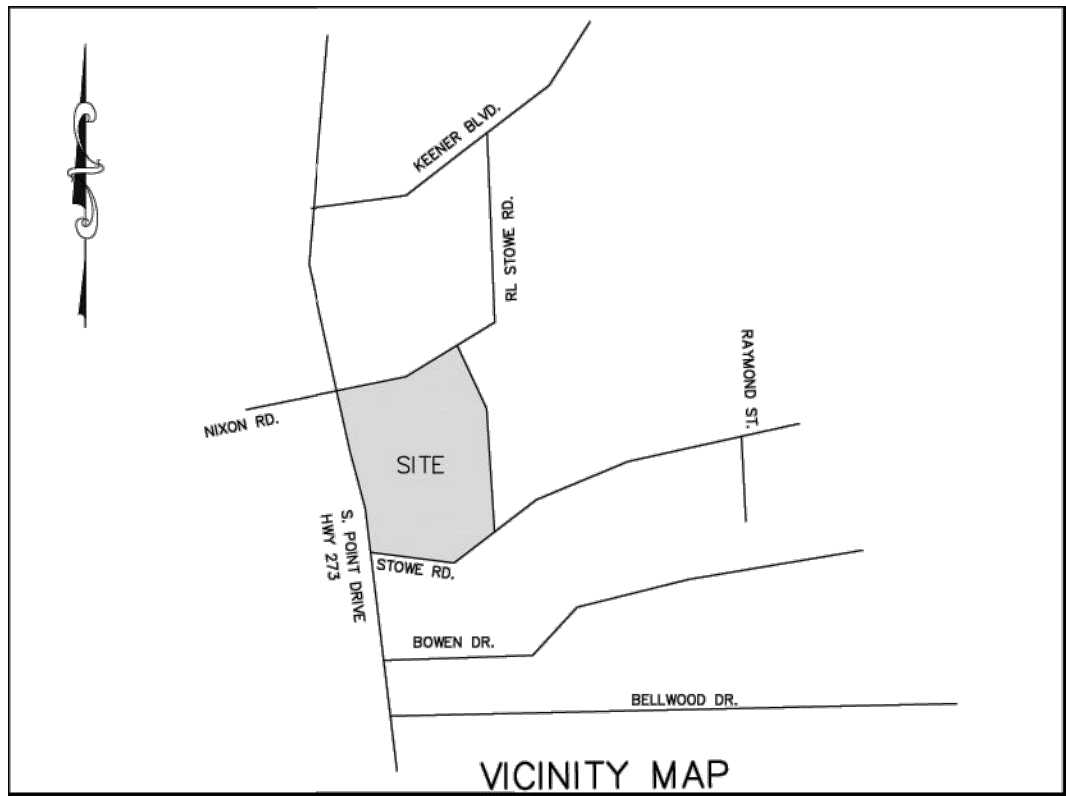 KEENER BLVD.
RL STOWE RD.
RAYMOND ST.
NIXON RD.
SITE
S. POINT DRIVE
HWY 273
STOWE RD.
BOWEN DR.
BELLWOOD DR.
VICINITY MAP